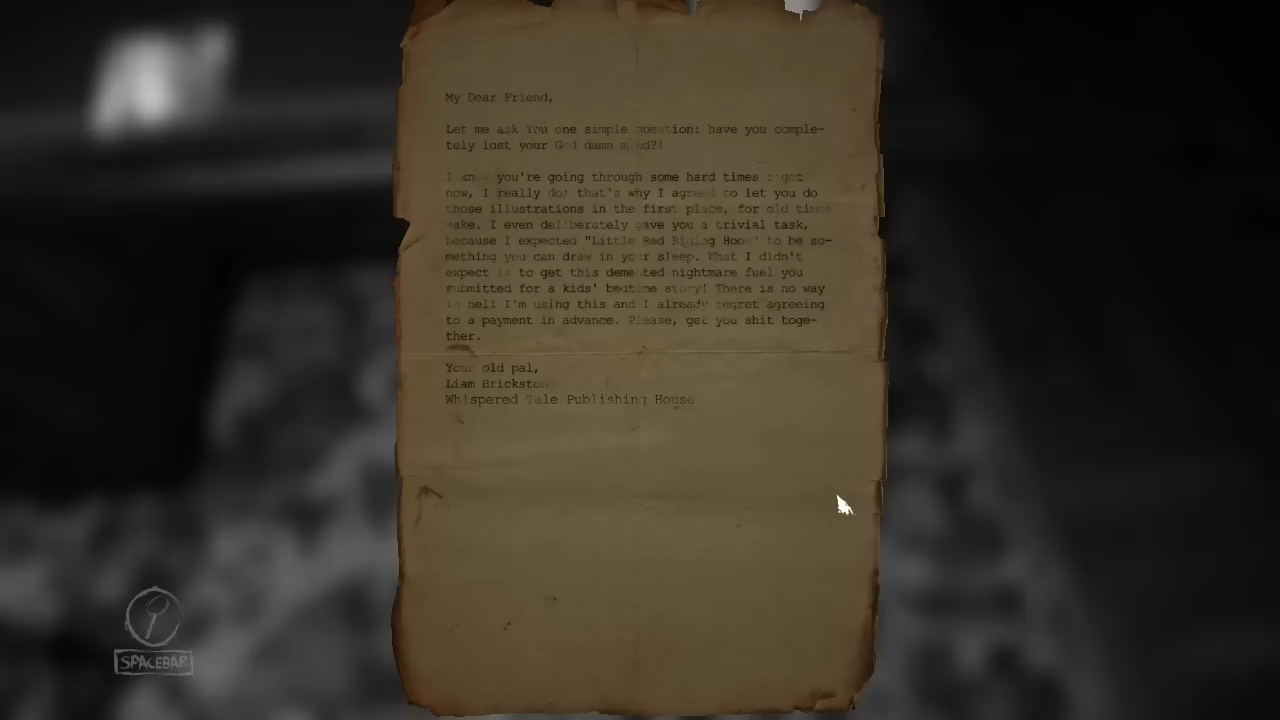 My Dear Friend,
Let me ask You one simple question: have you comple-
tely lost your God damn mind?!
I know you're going through some hard times right
now, I really do; that's why I agreed to let you do
those illustrations in the first place, for old times
sake. I even deliberately gave you a trivial task,
because I expected "Little Red Riding Hood" to be so-
mething you can draw in your sleep. What I didn't
expect is to get this demented nightmare fuel you
submitted for a kids' bedtime story! There is no way
in hell I'm using this and I already regret agreeing
to a payment in advance. Please, get you shit toge-
ther.
Your old pal,
Liam Brickstone
Whispered Tale Publishing House
SPACEBAR